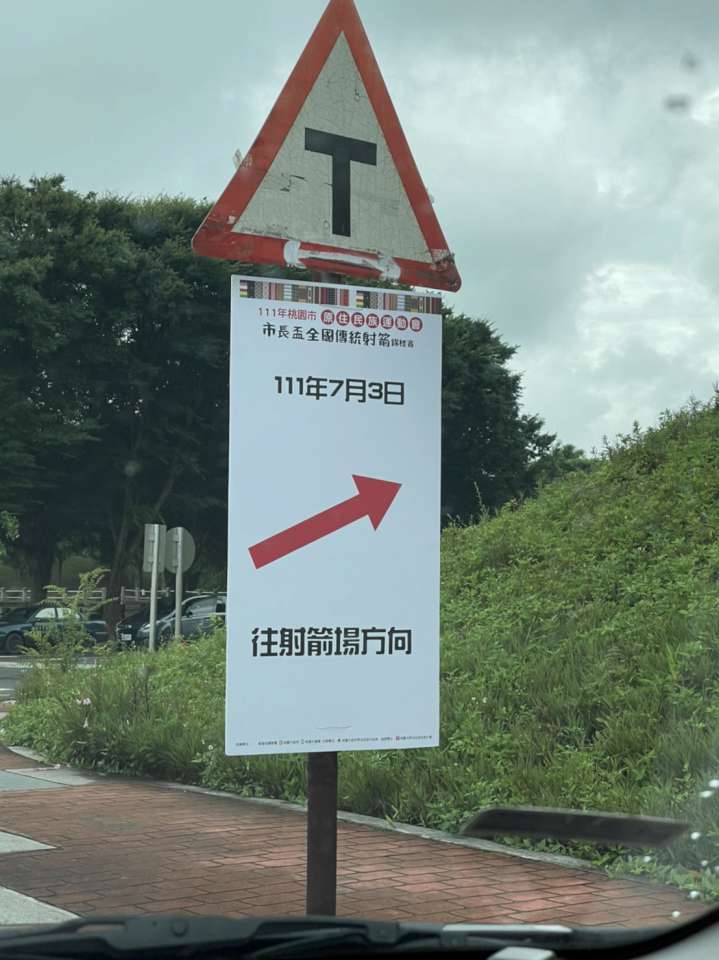 T
111年桃園市 原住民族運動會
市長盃全國傳統射箭錦標賽
111年7月3日
往射箭場方向